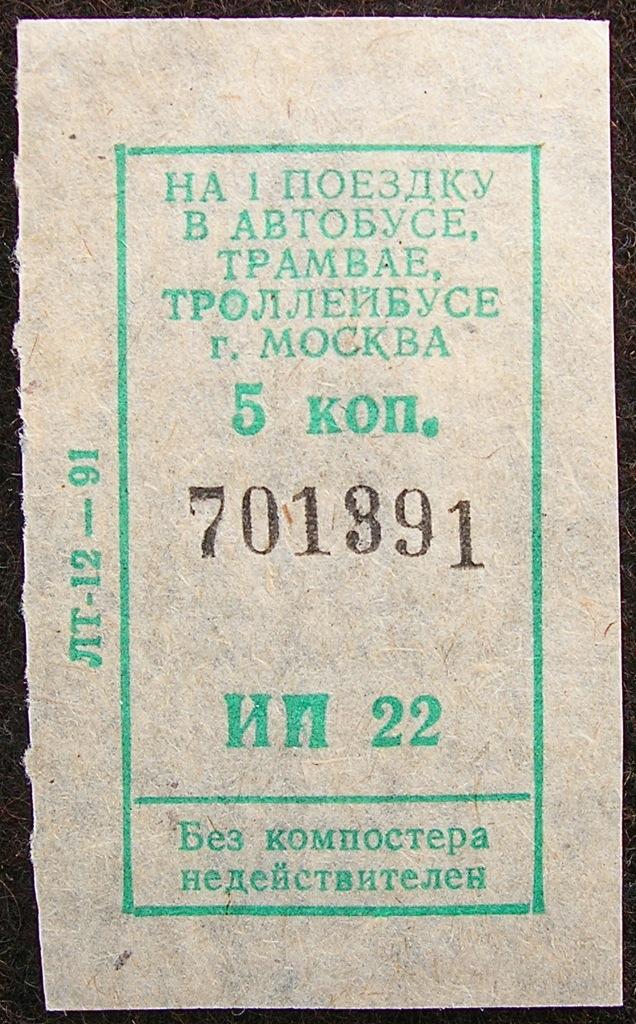 НА 1 ПОЕЗДКУ
В АВТОБУСЕ,
ТРАМВАЕ,
ТРОЛЛЕЙБУСЕ
г. МОСКВА
5 коп.
701391
ИП 22
Без компостера
недействителен
ЛТ-12—91